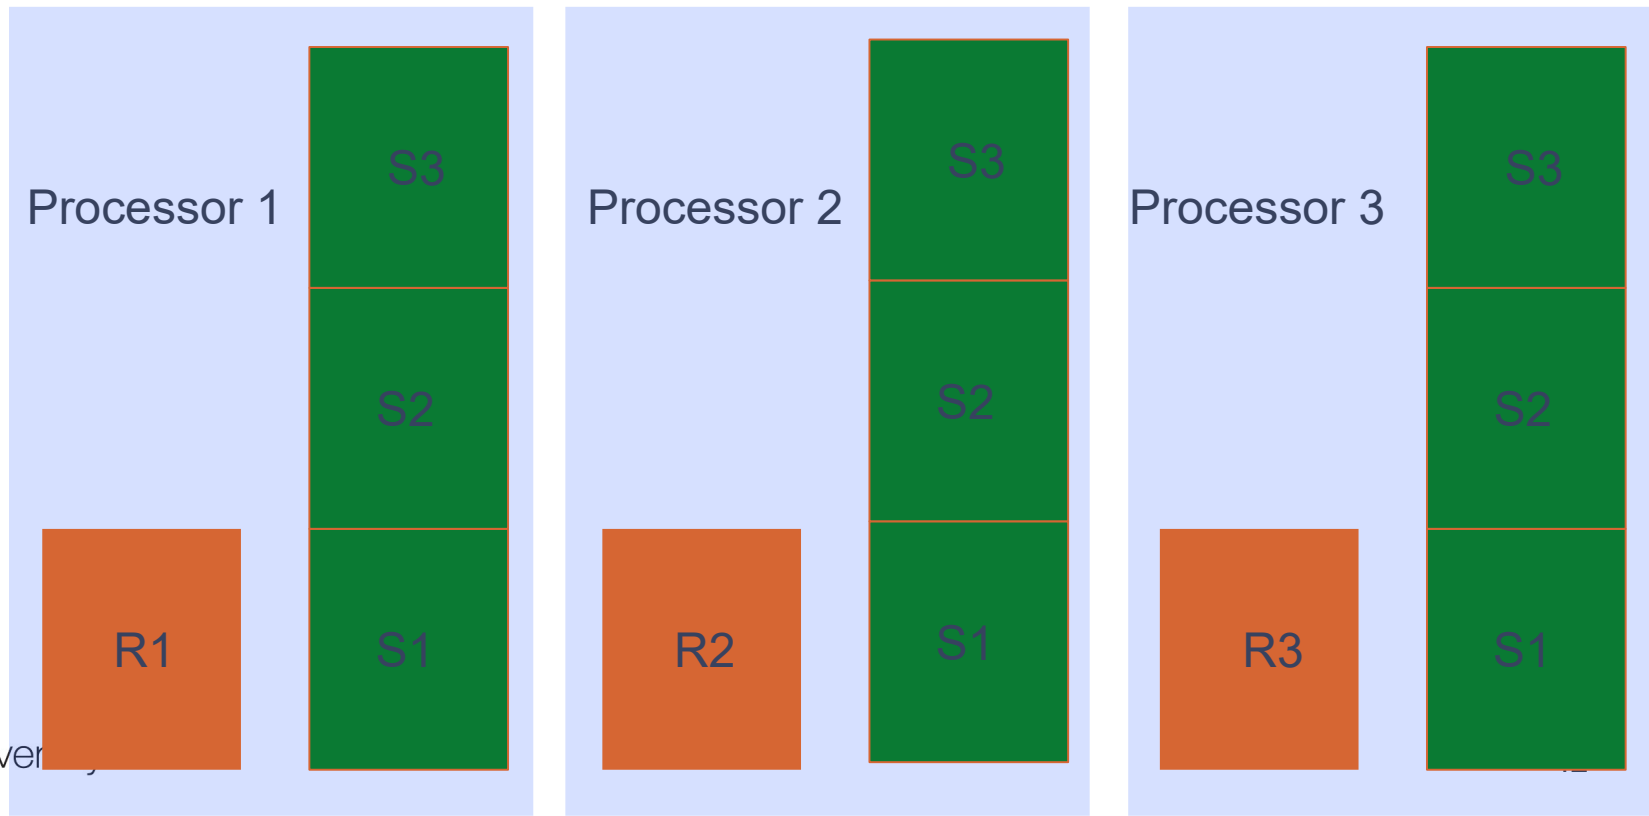 Processor 1
S3
S2
R1
S1
Processor 2
S3
S2
R2
S1
Processor 3
S3
S2
R3
S1